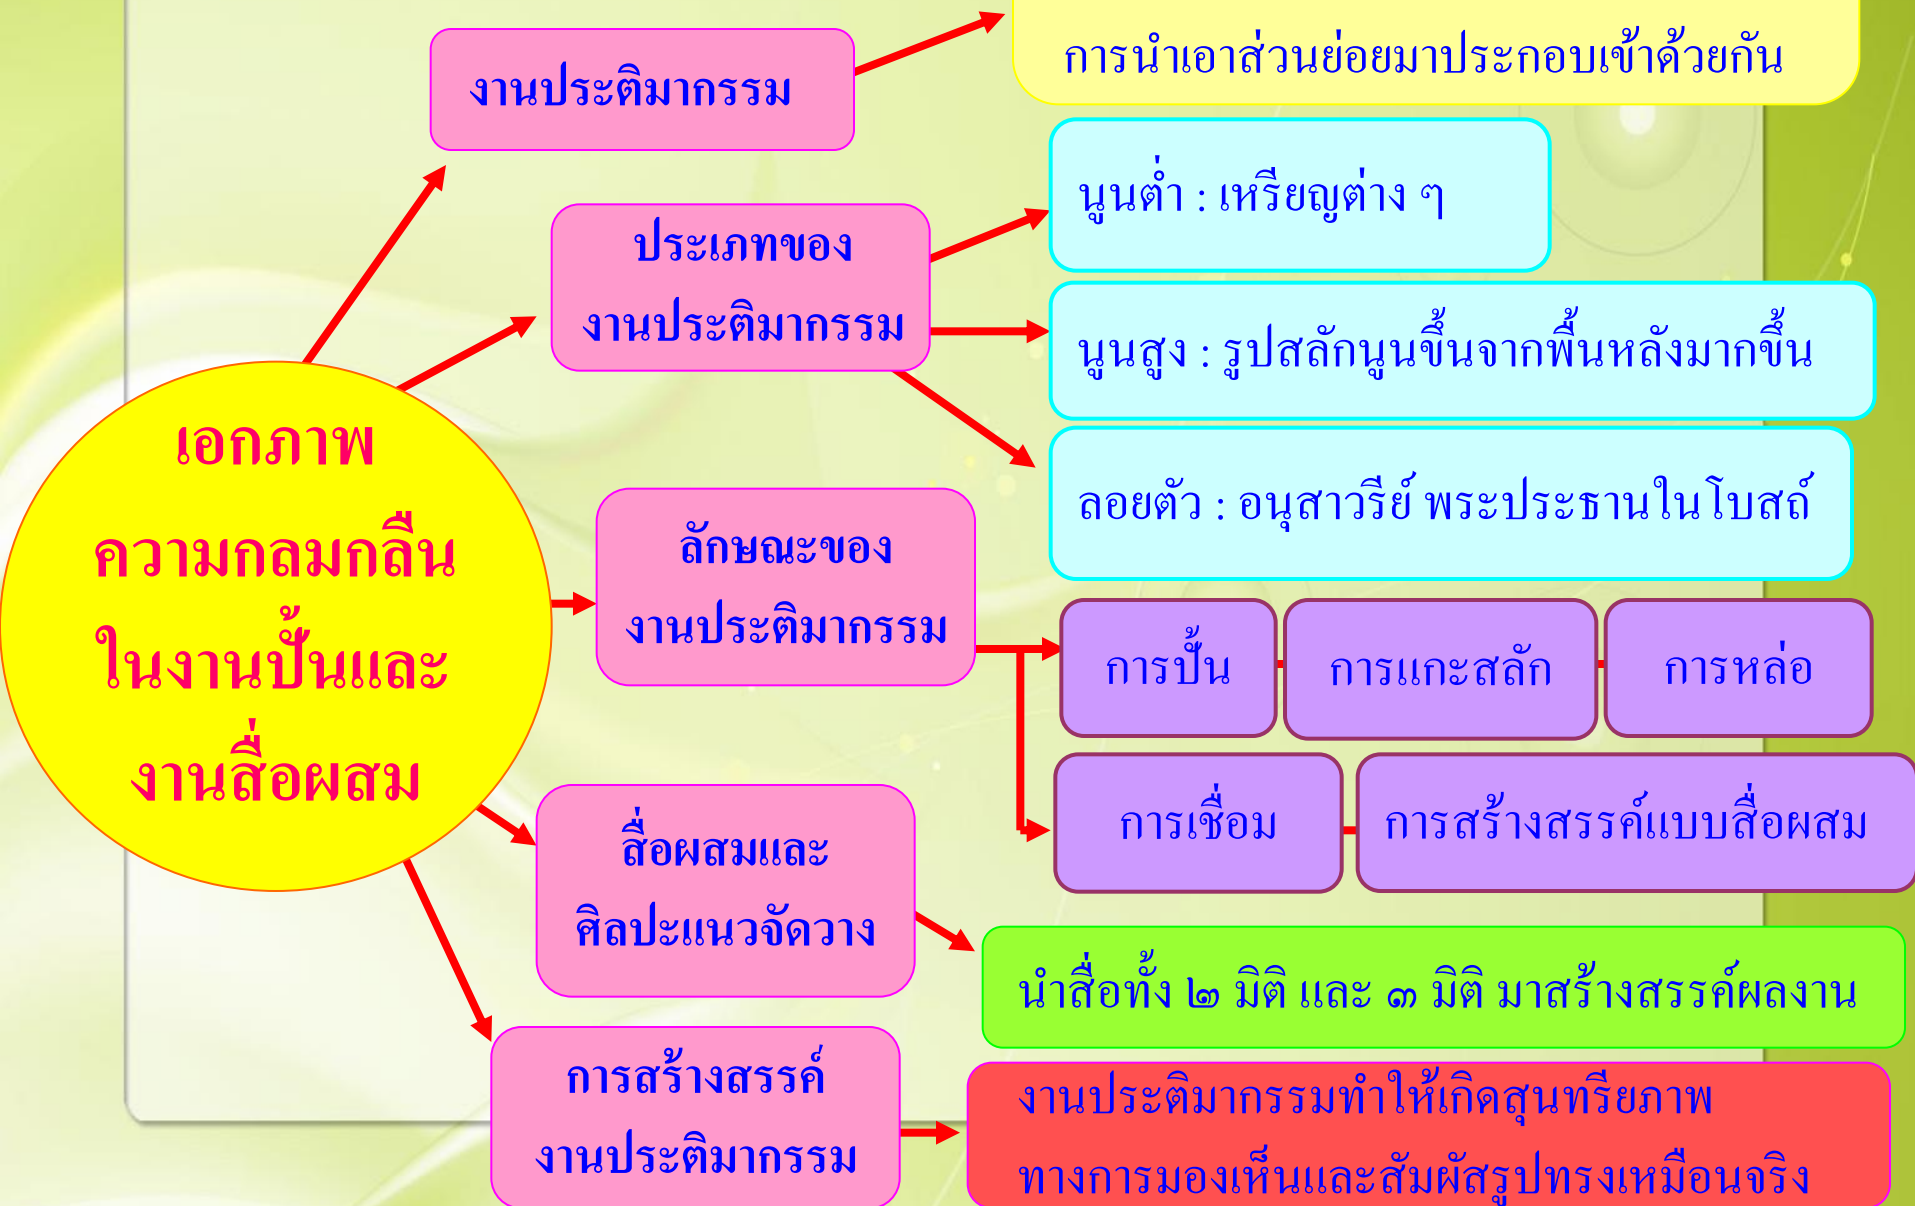 การนำเอาส่วนย่อยมาประกอบเข้าด้วยกัน
งานประติมากรรม
นูนต่ำ : เหรียญต่าง ๆ
ประเภทของ
งานประติมากรรม
นูนสูง : รูปสลักนูนขึ้นจากพื้นหลังมากขึ้น
ลอยตัว : อนุสาวรีย์ พระประธานในโบสถ์
เอกภาพ
ความกลมกลืน
ในงานปั้นและ
งานสื่อผสม
ลักษณะของ
งานประติมากรรม
การปั้น
การแกะสลัก
การหล่อ
การเชื่อม
การสร้างสรรค์แบบสื่อผสม
สื่อผสมและ
ศิลปะแนวจัดวาง
นำสื่อทั้ง ๒ มิติ และ ๓ มิติ มาสร้างสรรค์ผลงาน
การสร้างสรรค์
งานประติมากรรม
งานประติมากรรมทำให้เกิดสุนทรียภาพ
ทางการมองเห็นและสัมผัสรูปทรงเหมือนจริง